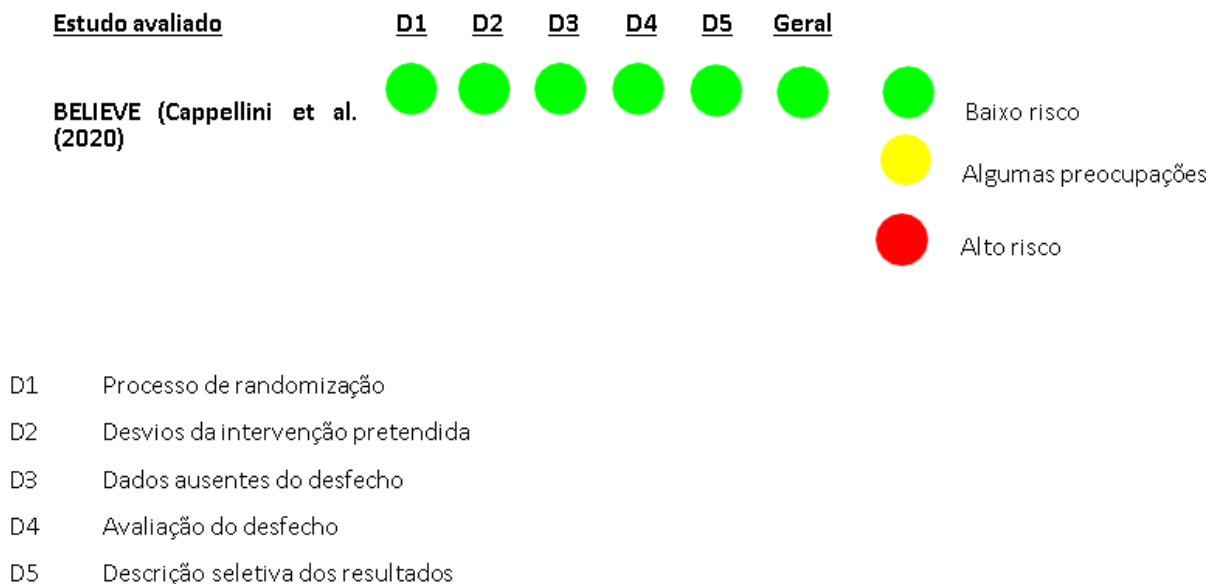 Estudo avaliado D1 D2 D3 D4 D5 Geral
BELIEVE (Cappellini et al.
(2020)
Baixo risco
Algumas preocupações
Alto risco
D1 Processo de randomização
D2 Desvios da intervenção pretendida
D3 Dados ausentes do desfecho
D4 Avaliação do desfecho
D5 Descrição seletiva dos resultados